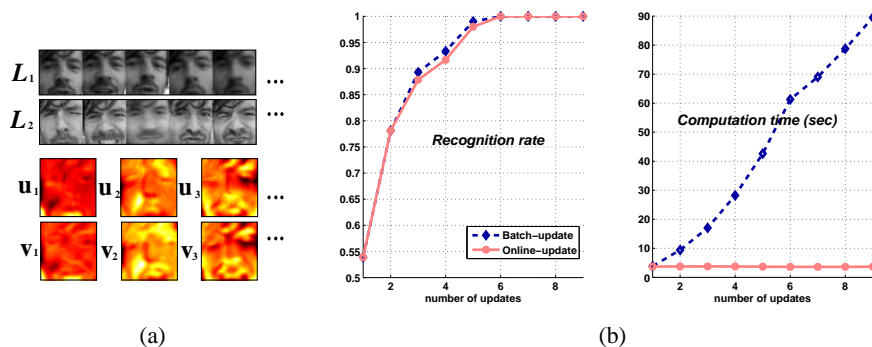 L1
...
L2
...
u1 u2 u3 ...
v1 v2 v3 ...
(a)
1
0.95
0.9
0.85
0.8
0.75
0.7
0.65
0.6
0.55
0.5
2 4 6 8
number of updates
Recognition rate
Batch-update
Online-update
90
80
70
60
50
40
30
20
10
0
2 4 6 8
number of updates
Computation time (sec)
(b)